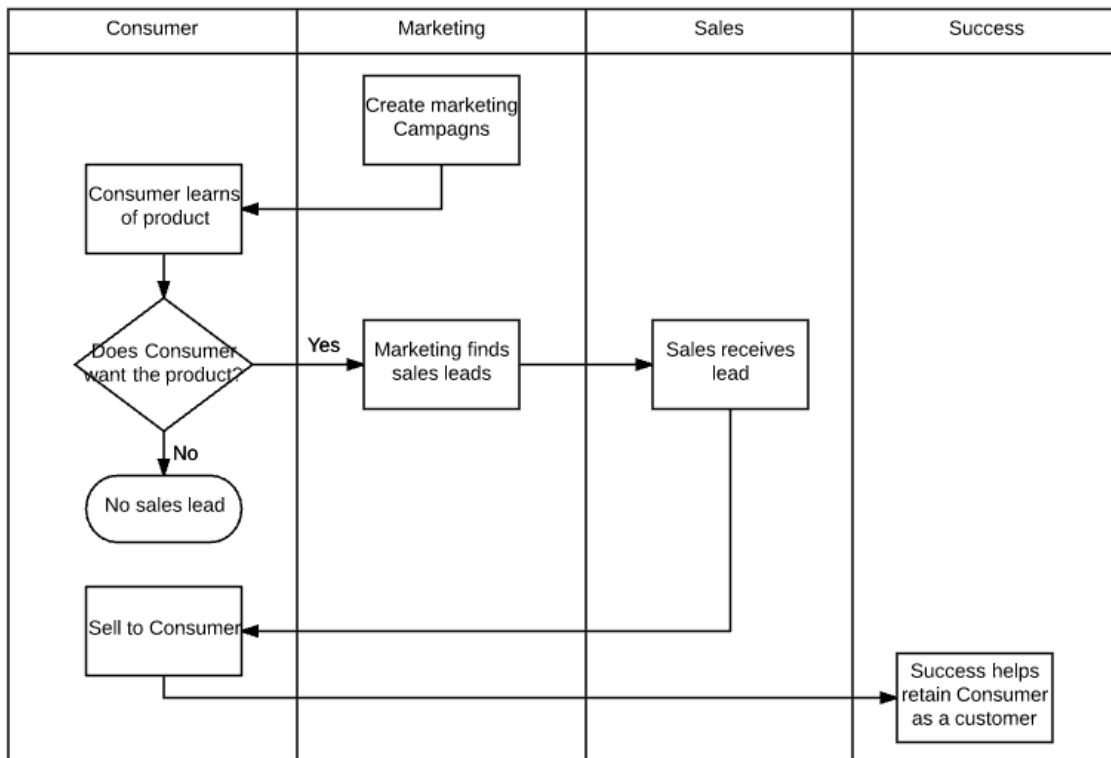 Consumer
Marketing
Sales
Success
Create marketing
Campagns
Consumer learns
of product
Does Consumer
want the product?
Yes
Marketing finds
sales leads
Sales receives
lead
No
No sales lead
Sell to Consumer
Success helps
retain Consumer
as a customer